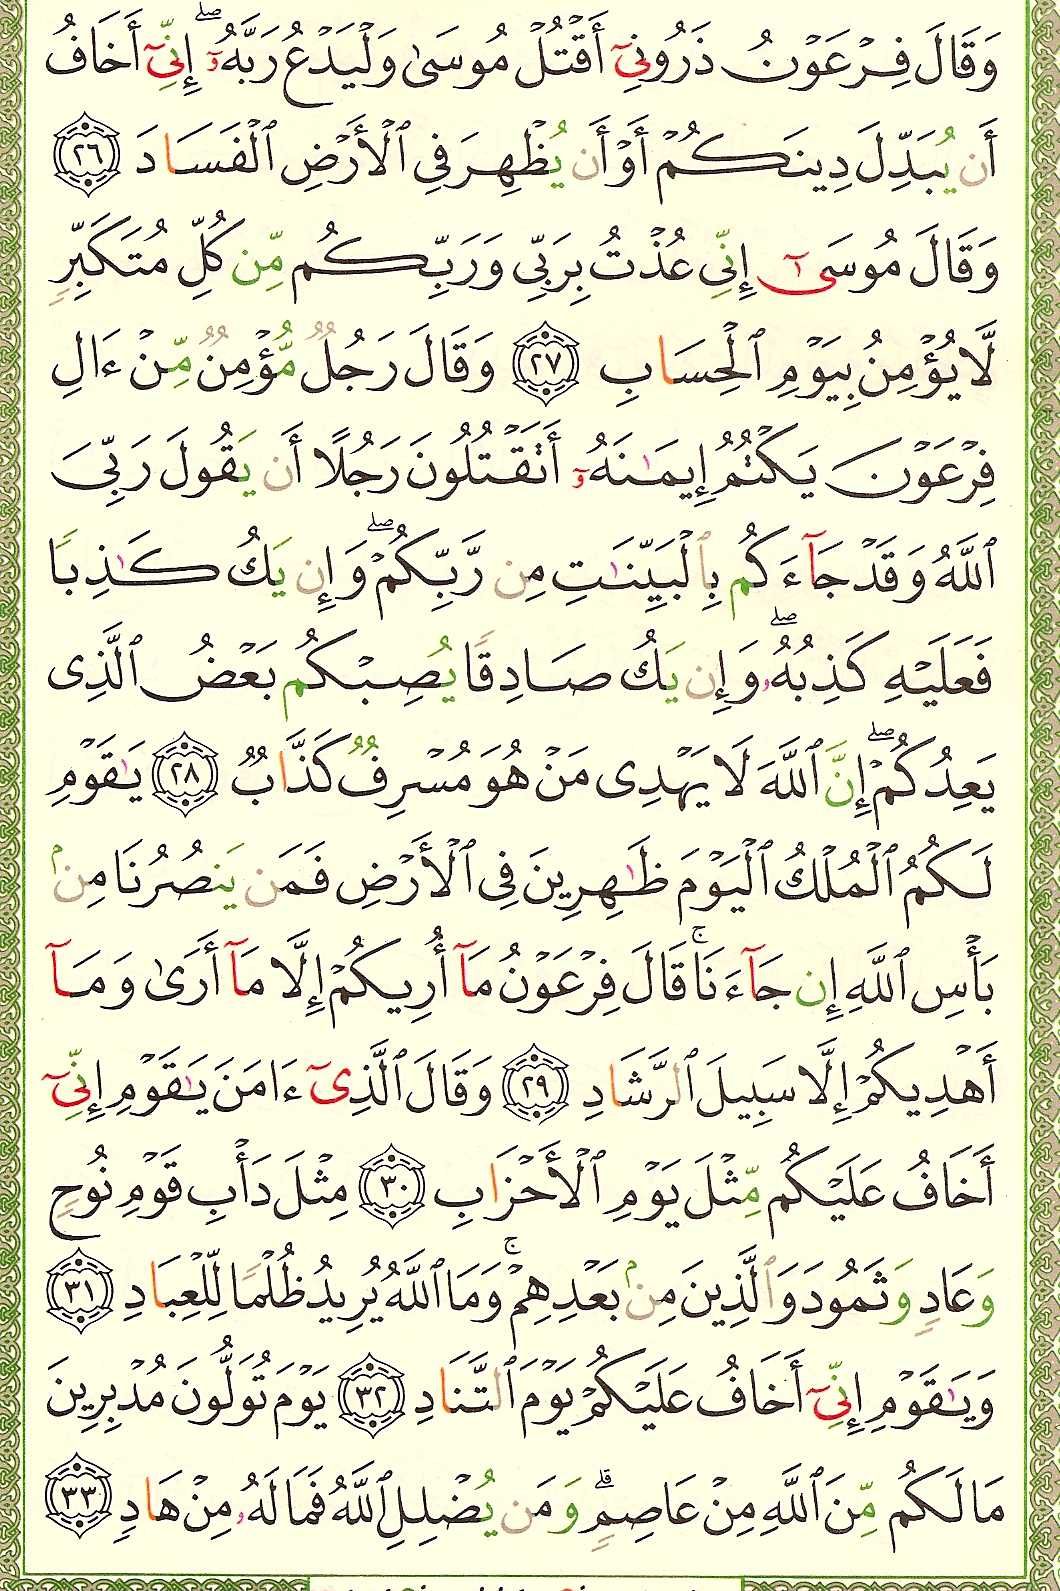 وَقَالَ فِرْعَوْنُ ذَرُونِىٓ أَقْتُلْ مُوسَىٰ وَلْيَدْعُ رَبَّهُۥٓ ۖ إِنِّىٓ أَخَافُ
أَن يُبَدِّلَ دِينَكُمْ أَوْ أَن يُظْهِرَ فِى ٱلْأَرْضِ ٱلْفَسَادَ ٢٦
وَقَالَ مُوسَىٰٓ إِنِّى عُذْتُ بِرَبِّى وَرَبِّكُم مِّن كُلِّ مُتَكَبِّرٍ
لَّا يُؤْمِنُ بِيَوْمِ ٱلْحِسَابِ ٢٧ وَقَالَ رَجُلٌ مُّؤْمِنٌ مِّنْ ءَالِ
فِرْعَوْنَ يَكْتُمُ إِيمَـٰنَهُۥٓ أَتَقْتُلُونَ رَجُلًا أَن يَقُولَ رَبِّىَ
ٱللَّهُ وَقَدْ جَآءَكُم بِٱلْبَيِّنَـٰتِ مِن رَّبِّكُمْ ۖ وَإِن يَكُ كَـٰذِبًا
فَعَلَيْهِ كَذِبُهُۥ ۖ وَإِن يَكُ صَادِقًا يُصِبْكُم بَعْضُ ٱلَّذِى
يَعِدُكُمْ ۖ إِنَّ ٱللَّهَ لَا يَهْدِى مَنْ هُوَ مُسْرِفٌ كَذَّابٌ ٢٨ يَـٰقَوْمِ
لَكُمُ ٱلْمُلْكُ ٱلْيَوْمَ ظَـٰهِرِينَ فِى ٱلْأَرْضِ فَمَن يَنصُرُنَا مِنۢ
بَأْسِ ٱللَّهِ إِن جَآءَنَا ۚ قَالَ فِرْعَوْنُ مَآ أُرِيكُمْ إِلَّا مَآ أَرَىٰ وَمَآ
أَهْدِيكُمْ إِلَّا سَبِيلَ ٱلرَّشَادِ ٢٩ وَقَالَ ٱلَّذِىٓ ءَامَنَ يَـٰقَوْمِ إِنِّىٓ
أَخَافُ عَلَيْكُم مِّثْلَ يَوْمِ ٱلْأَحْزَابِ ٣٠ مِثْلَ دَأْبِ قَوْمِ نُوحٍ
وَعَادٍ وَثَمُودَ وَٱلَّذِينَ مِنۢ بَعْدِهِمْ ۚ وَمَا ٱللَّهُ يُرِيدُ ظُلْمًا لِّلْعِبَادِ ٣١
وَيَـٰقَوْمِ إِنِّىٓ أَخَافُ عَلَيْكُمْ يَوْمَ ٱلتَّنَادِ ٣٢ يَوْمَ تُوَلُّونَ مُدْبِرِينَ
مَا لَكُم مِّنَ ٱللَّهِ مِنْ عَاصِمٍ ۗ وَمَن يُضْلِلِ ٱللَّهُ فَمَا لَهُۥ مِنْ هَادٍ ٣٣